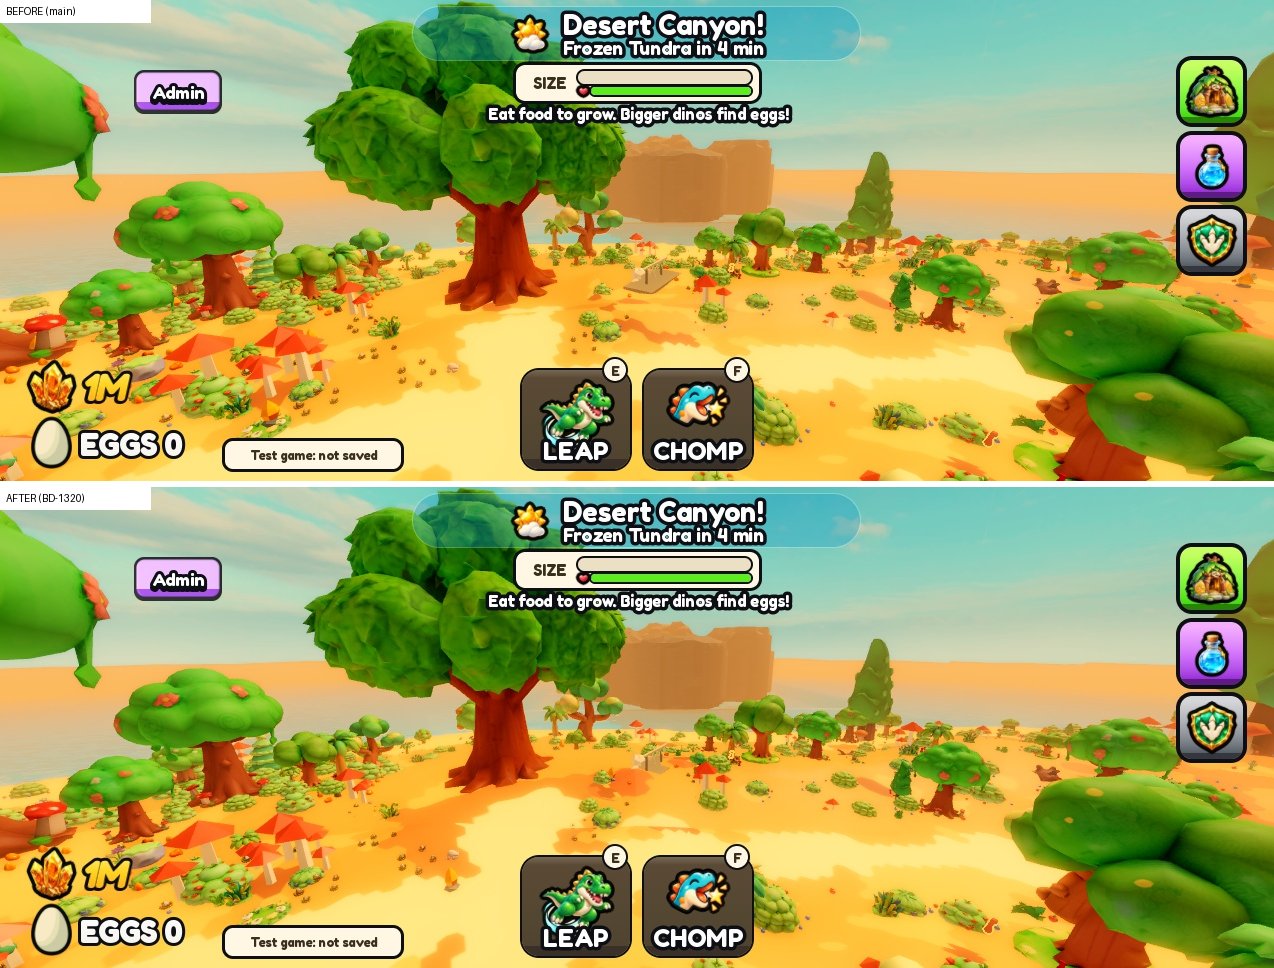 BEFORE (main)
Desert Canyon!
Frozen Tundra in 4 min
Admin
SIZE
Eat food to grow. Bigger dinos find eggs!
1M
E
F
EGGS 0
LEAP
CHOMP
Test game: not saved
AFTER (BD-1320)
Desert Canyon!
Frozen Tundra in 4 min
Admin
SIZE
Eat food to grow. Bigger dinos find eggs!
1M
E
F
EGGS 0
LEAP
CHOMP
Test game: not saved